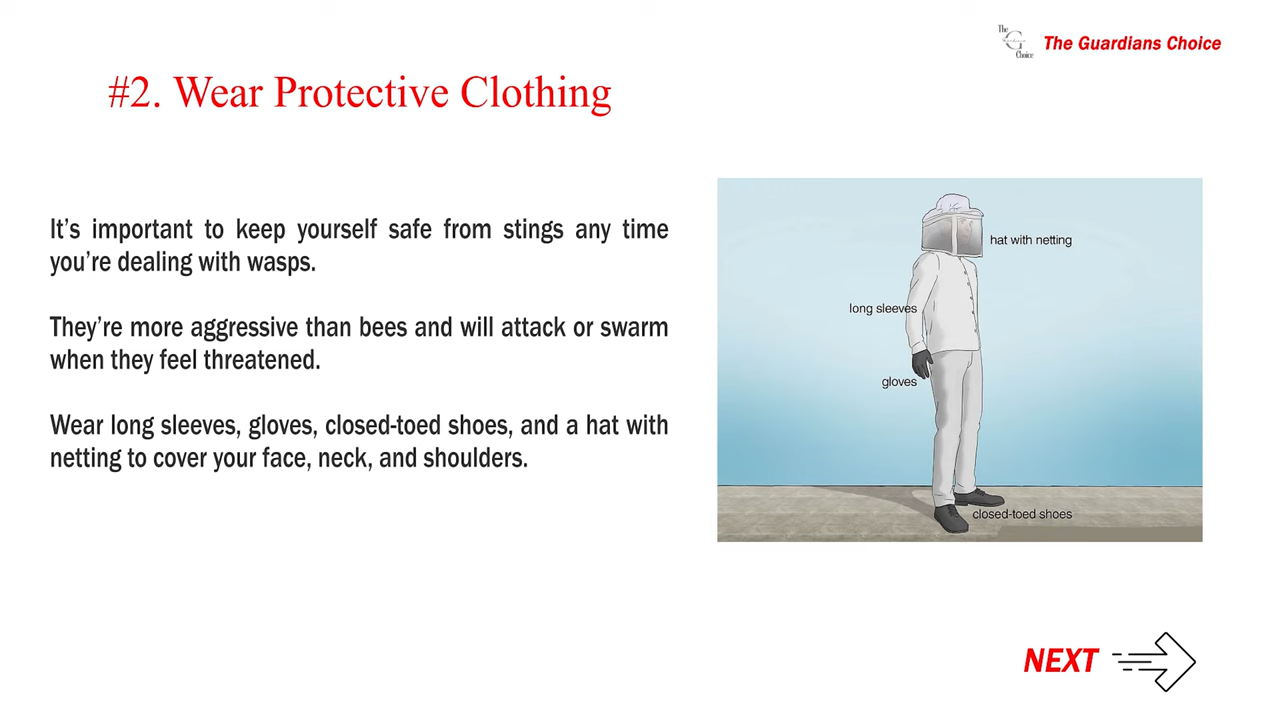 The
G
Guardians
Choice
The Guardians Choice
#2. Wear Protective Clothing
It's important to keep yourself safe from stings any time
you're dealing with wasps.
They're more aggressive than bees and will attack or swarm
when they feel threatened.
Wear long sleeves, gloves, closed-toed shoes, and a hat with
netting to cover your face, neck, and shoulders.
hat with netting
long sleeves
gloves
closed-toed shoes
NEXT